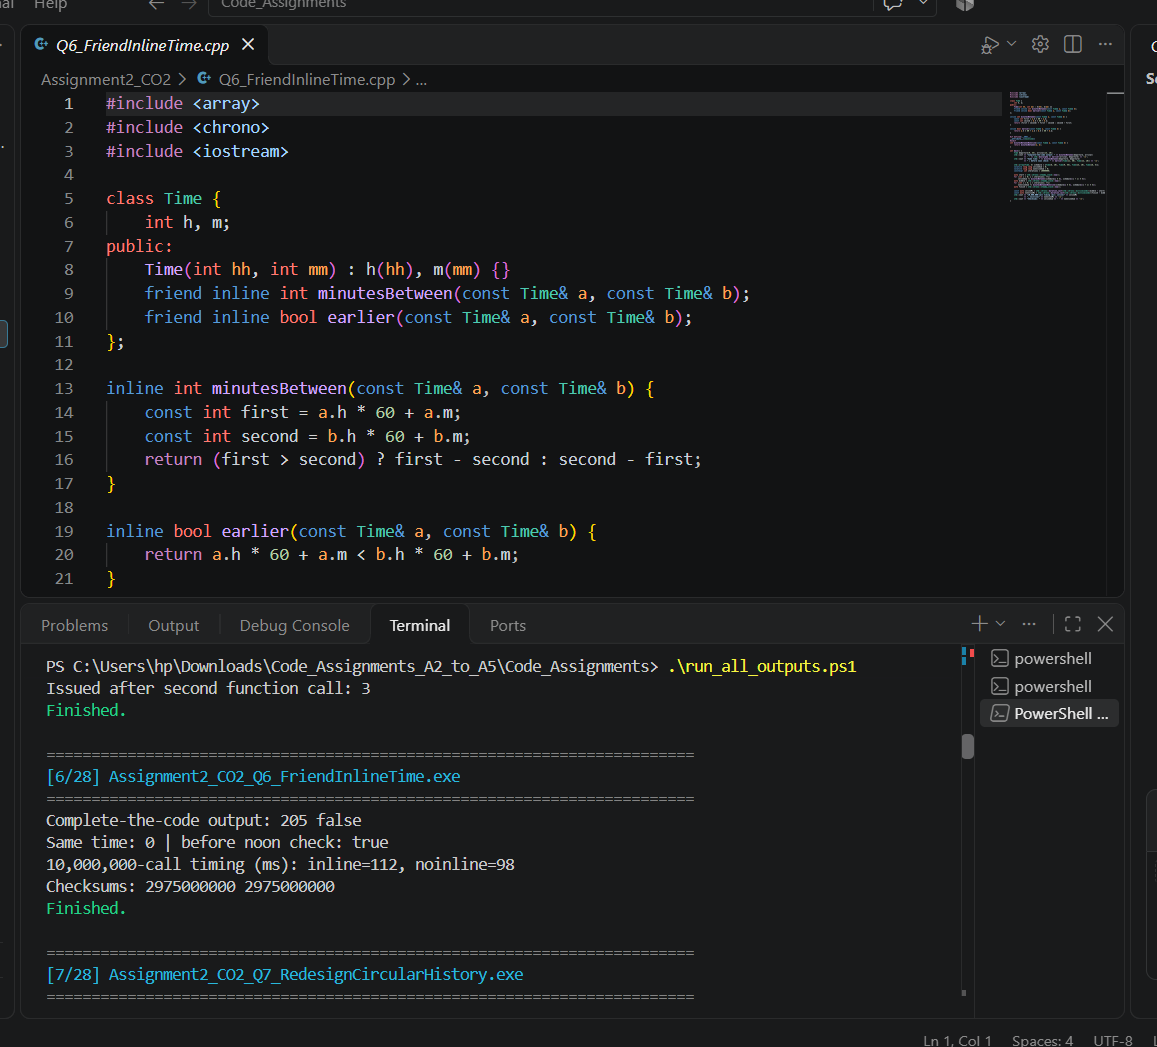 Help
Code_Assignments
Q6_FriendInlineTime.cpp
Assignment2_CO2 > Q6_FriendInlineTime.cpp > ...
1 #include <array>
2 #include <chrono>
3 #include <iostream>
4
5 class Time {
6 int h, m;
7 public:
8 Time(int hh, int mm) : h(hh), m(mm) {}
9 friend inline int minutesBetween(const Time& a, const Time& b);
10 friend inline bool earlier(const Time& a, const Time& b);
11 };
12
13 inline int minutesBetween(const Time& a, const Time& b) {
14 const int first = a.h * 60 + a.m;
15 const int second = b.h * 60 + b.m;
16 return (first > second) ? first - second : second - first;
17 }
18
19 inline bool earlier(const Time& a, const Time& b) {
20 return a.h * 60 + a.m < b.h * 60 + b.m;
21 }
Problems Output Debug Console Terminal Ports
PS C:\Users\hp\Downloads\Code_Assignments_A2_to_A5\Code_Assignments> .\run_all_outputs.ps1
Issued after second function call: 3
Finished.
========================================================================
[6/28] Assignment2_CO2_Q6_FriendInlineTime.exe
========================================================================
Complete-the-code output: 205 false
Same time: 0 | before noon check: true
10,000,000-call timing (ms): inline=112, noinline=98
Checksums: 2975000000 2975000000
Finished.
========================================================================
[7/28] Assignment2_CO2_Q7_RedesignCircularHistory.exe
========================================================================
powershell
powershell
PowerShell ...
Ln 1, Col 1 Spaces: 4 UTF-8